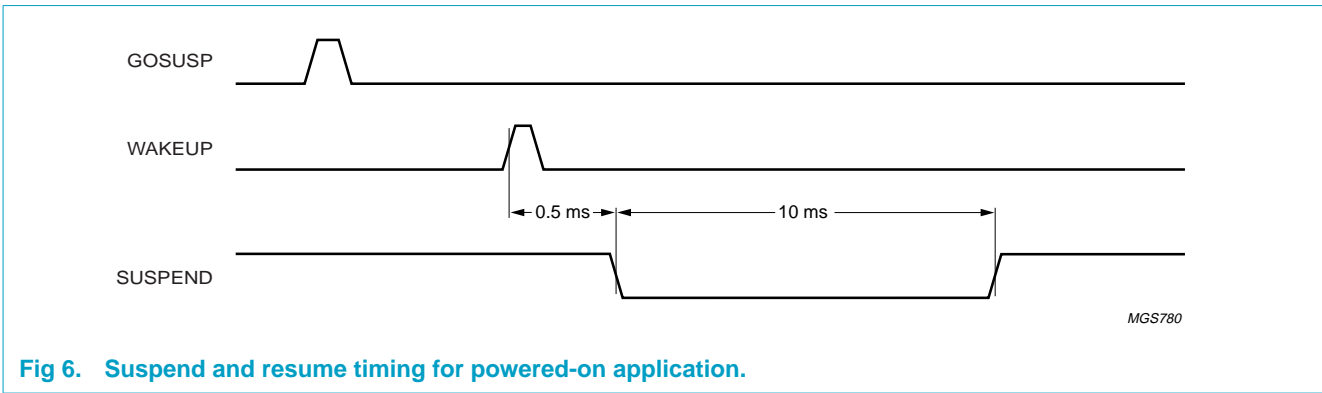 GOSUSP
WAKEUP
0.5 ms
10 ms
SUSPEND
MGS780
Fig 6. Suspend and resume timing for powered-on application.